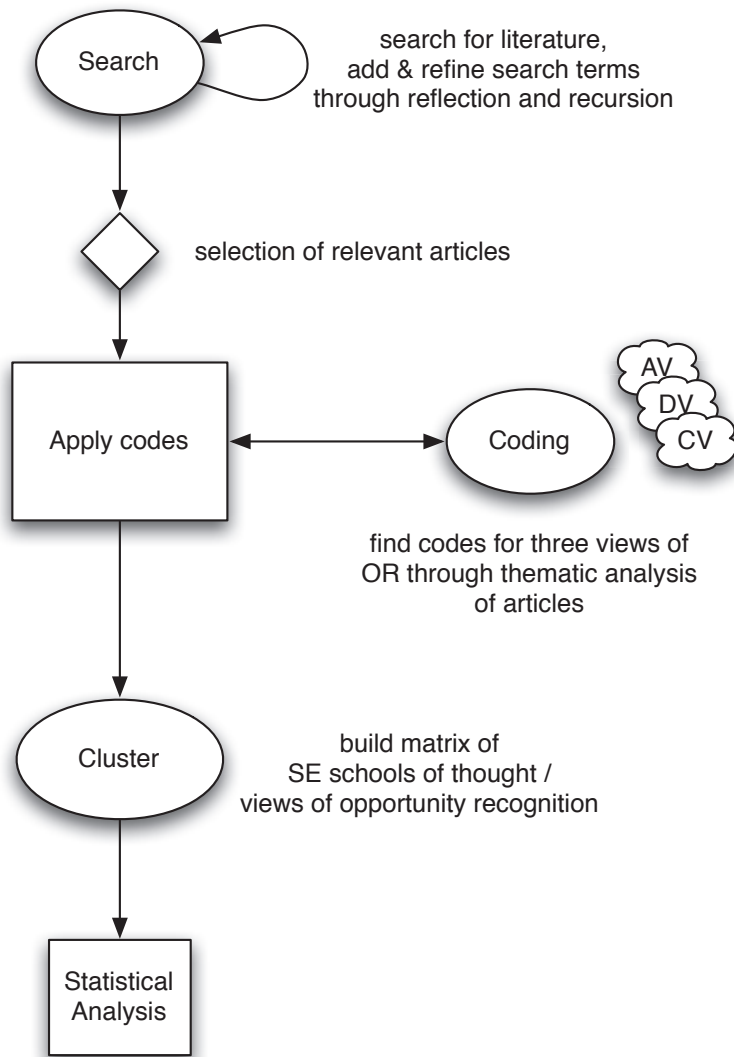 Search
search for literature,
add & refine search terms
through reflection and recursion
selection of relevant articles
Apply codes
Coding
AV
DV
CV
find codes for three views of
OR through thematic analysis
of articles
Cluster
build matrix of
SE schools of thought /
views of opportunity recognition
Statistical
Analysis